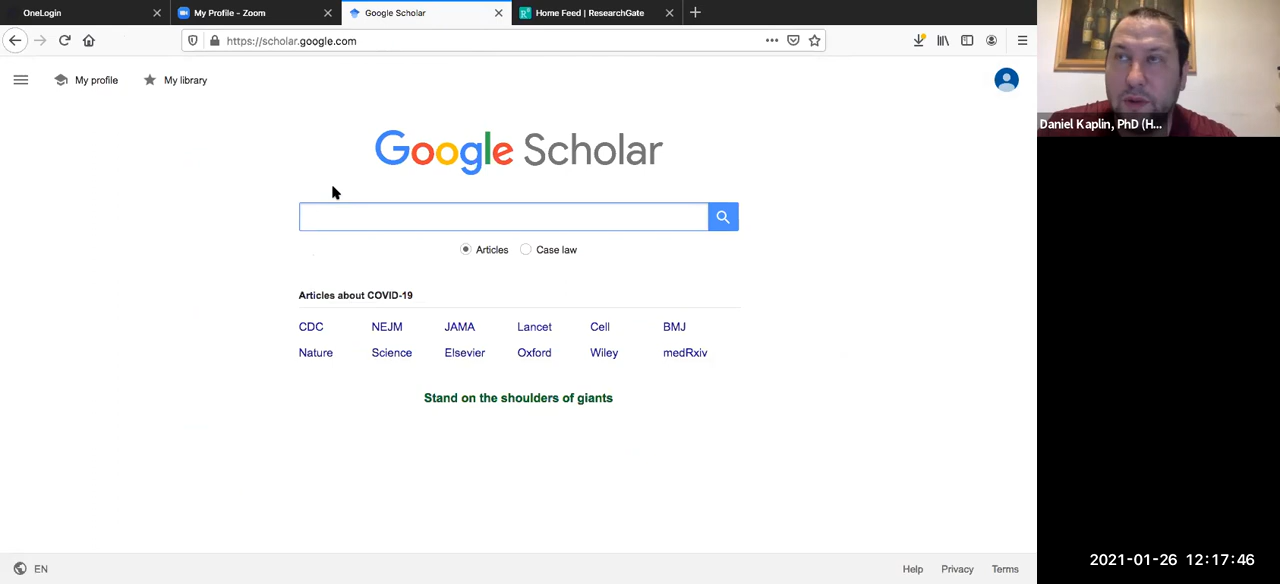 OneLogin
My Profile - Zoom
Google Scholar
Home Feed | ResearchGate
https://scholar.google.com
My profile
My library
Google Scholar
Articles
Case law
Articles about COVID-19
CDC NEJM JAMA Lancet Cell BMJ
Nature Science Elsevier Oxford Wiley medRxiv
Stand on the shoulders of giants
EN
Help Privacy Terms
Daniel Kaplin, PhD (H...
2021-01-26 12:17:46